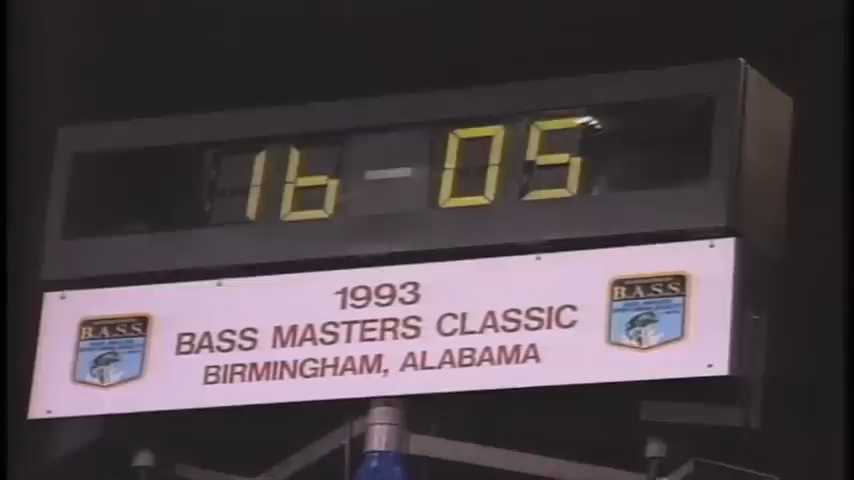 16-05
1993
B.A.S.S.
BASS MASTERS CLASSIC
B.A.S.S.
BIRMINGHAM, ALABAMA